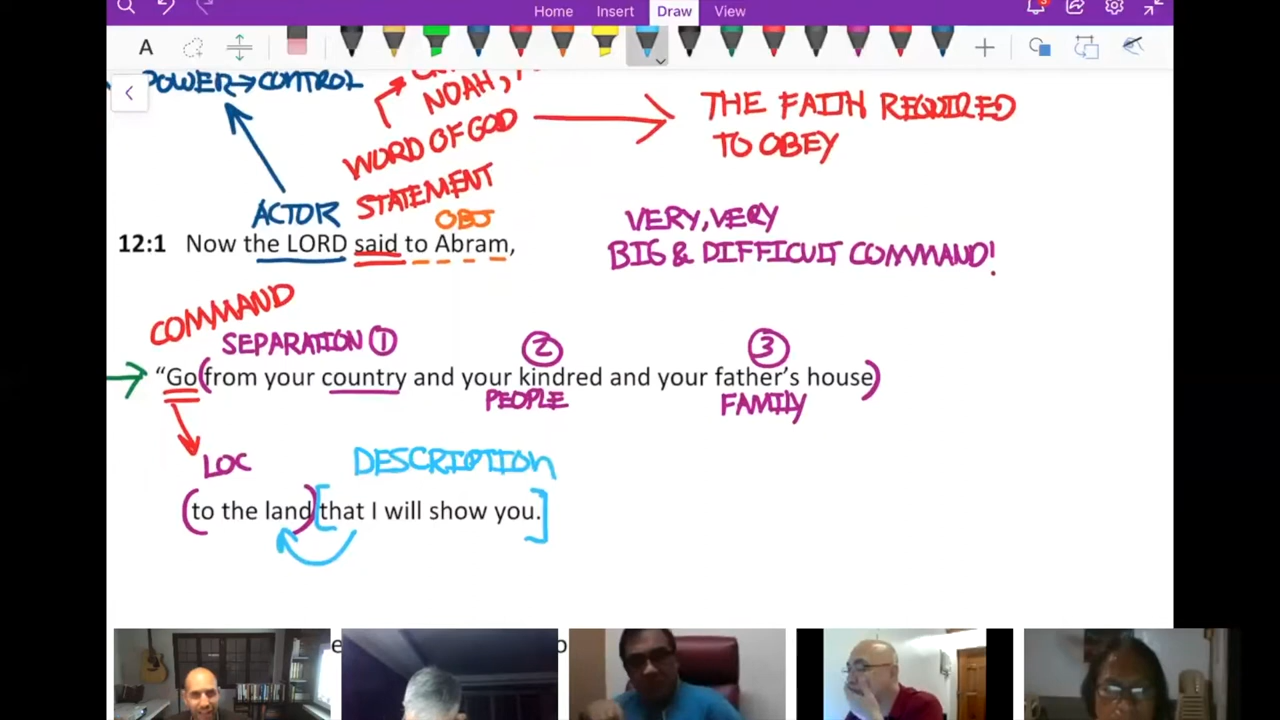 Home Insert Draw View
A
POWER→CONTROL
NOAH,
WORD OF GOD
STATEMENT
THE FAITH REQUIRED
TO OBEY
ACTOR
OBJ
VERY, VERY
BIG & DIFFICULT COMMAND!
12:1 Now the LORD said to Abram,
COMMAND
SEPARATION ① ② ③
“Go (from your country and your kindred and your father’s house)
PEOPLE FAMILY
LOC DESCRIPTION
(to the land) [that I will show you.]